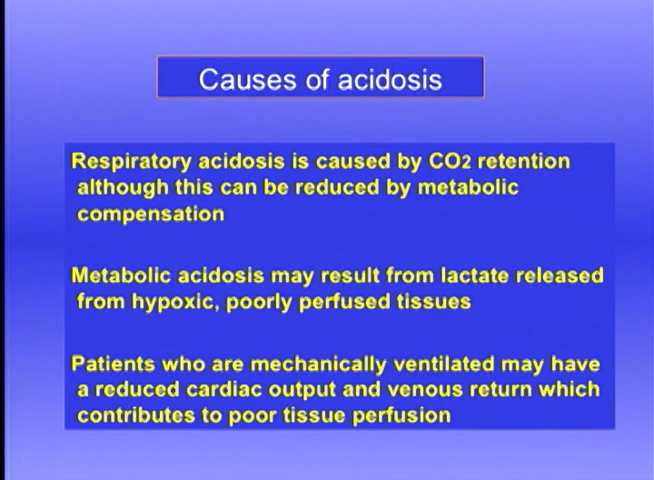 Causes of acidosis
Respiratory acidosis is caused by CO2 retention
although this can be reduced by metabolic
compensation
Metabolic acidosis may result from lactate released
from hypoxic, poorly perfused tissues
Patients who are mechanically ventilated may have
a reduced cardiac output and venous return which
contributes to poor tissue perfusion